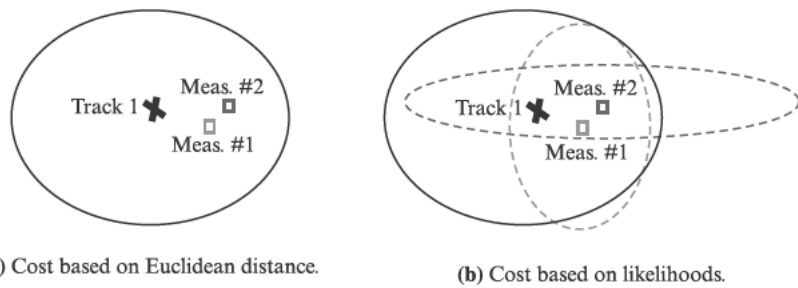 Meas. #2
Track 1
Meas. #1
Meas. #2
Track 1
Meas. #1
) Cost based on Euclidean distance.
(b) Cost based on likelihoods.